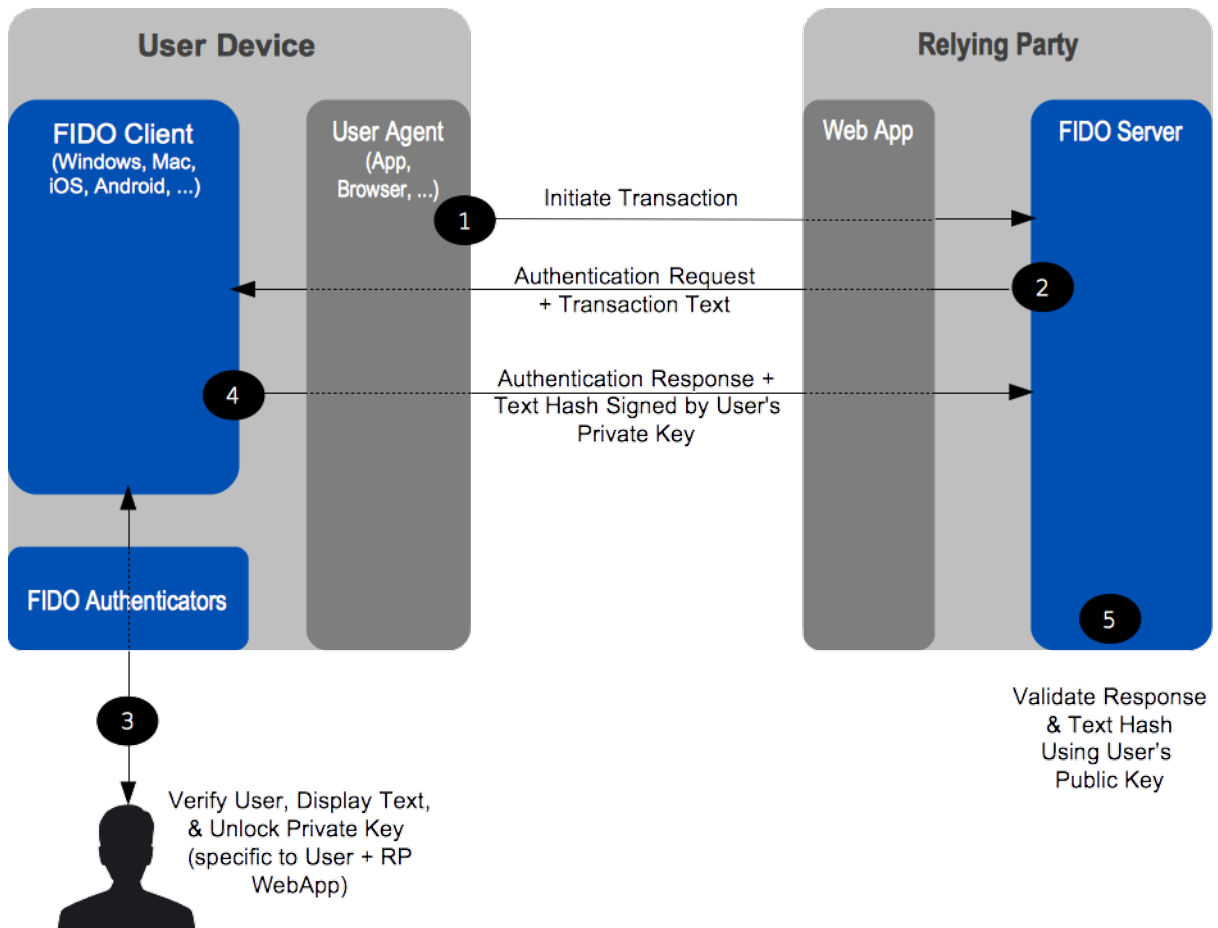 User Device
Relying Party
FIDO Client
(Windows, Mac,
iOS, Android, ...)
User Agent
(App,
Browser, ...)
Web App
FIDO Server
1
Initiate Transaction
Authentication Request
+ Transaction Text
2
4
Authentication Response +
Text Hash Signed by User's
Private Key
FIDO Authenticators
5
3
Validate Response
& Text Hash
Using User’s
Public Key
Verify User, Display Text,
& Unlock Private Key
(specific to User + RP
WebApp)